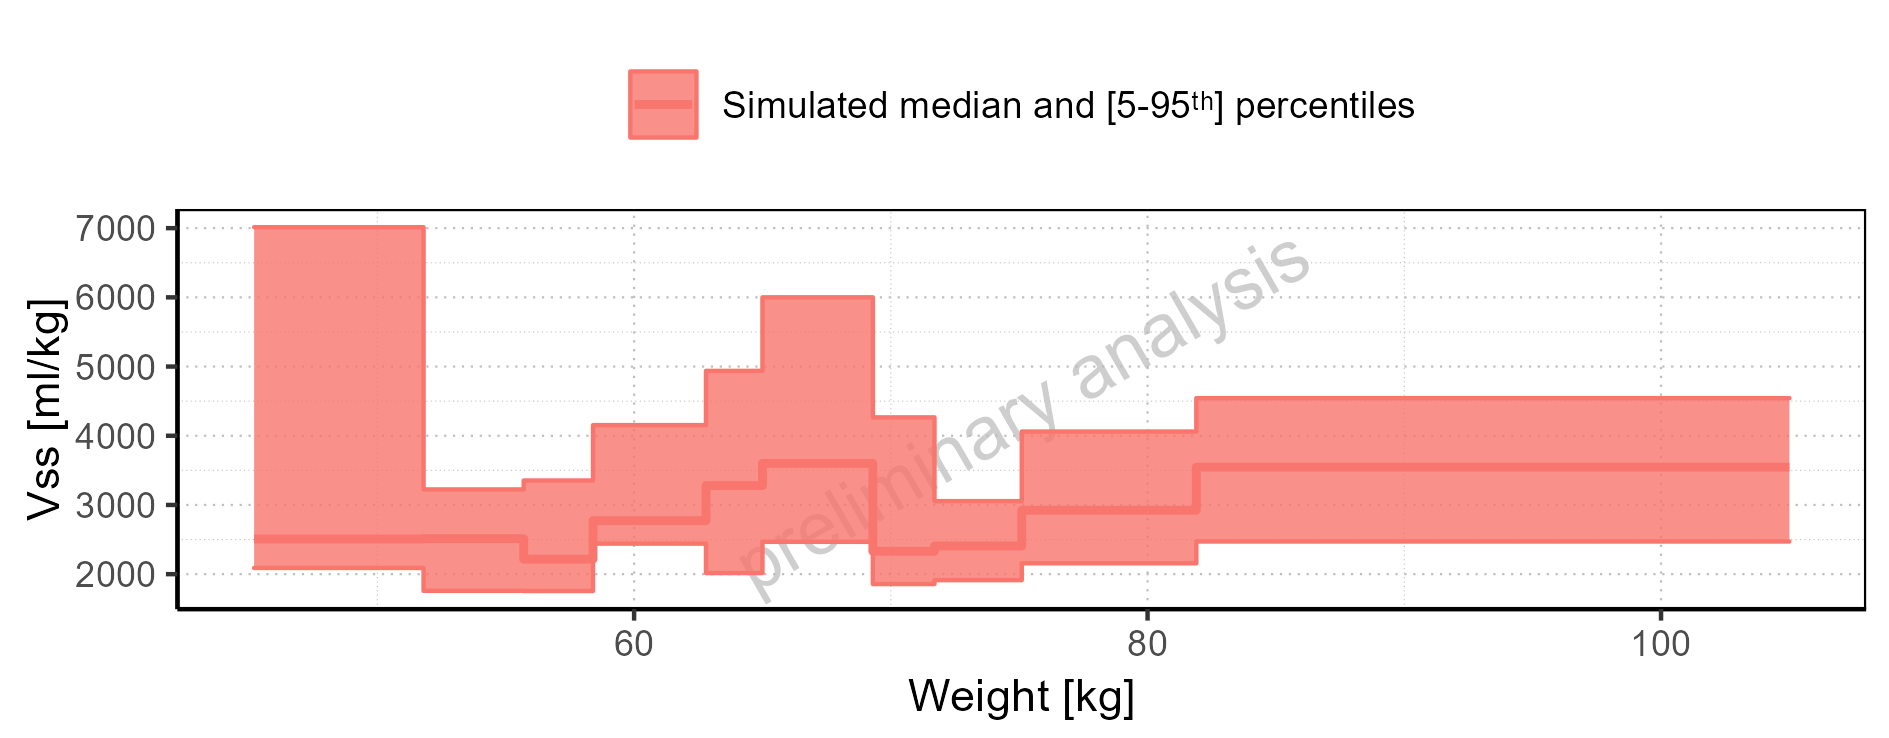 Simulated median and [5-95th] percentiles
7000
6000
5000
4000
3000
2000
Vss [ml/kg]
preliminary analysis
60 80 100
Weight [kg]